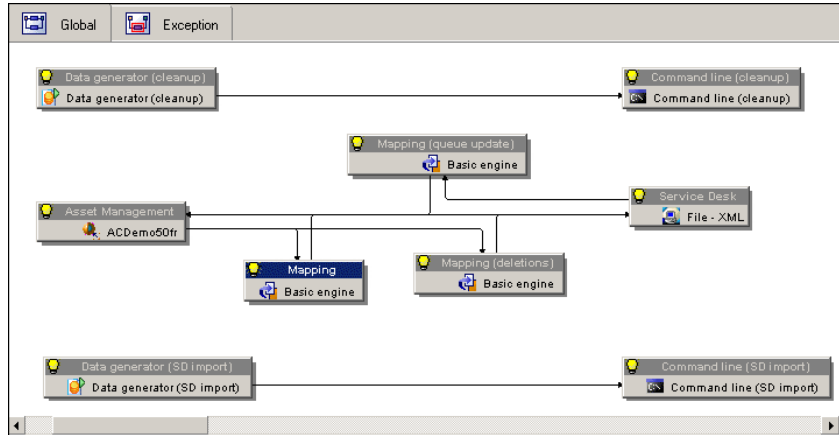 Global
Exception
Data generator (cleanup)
Data generator (cleanup)
Command line (cleanup)
Command line (cleanup)
Mapping (queue update)
Basic engine
Asset Management
ACDemo50fr
Service Desk
File - XML
Mapping
Basic engine
Mapping (deletions)
Basic engine
Data generator (SD import)
Data generator (SD import)
Command line (SD import)
Command line (SD import)